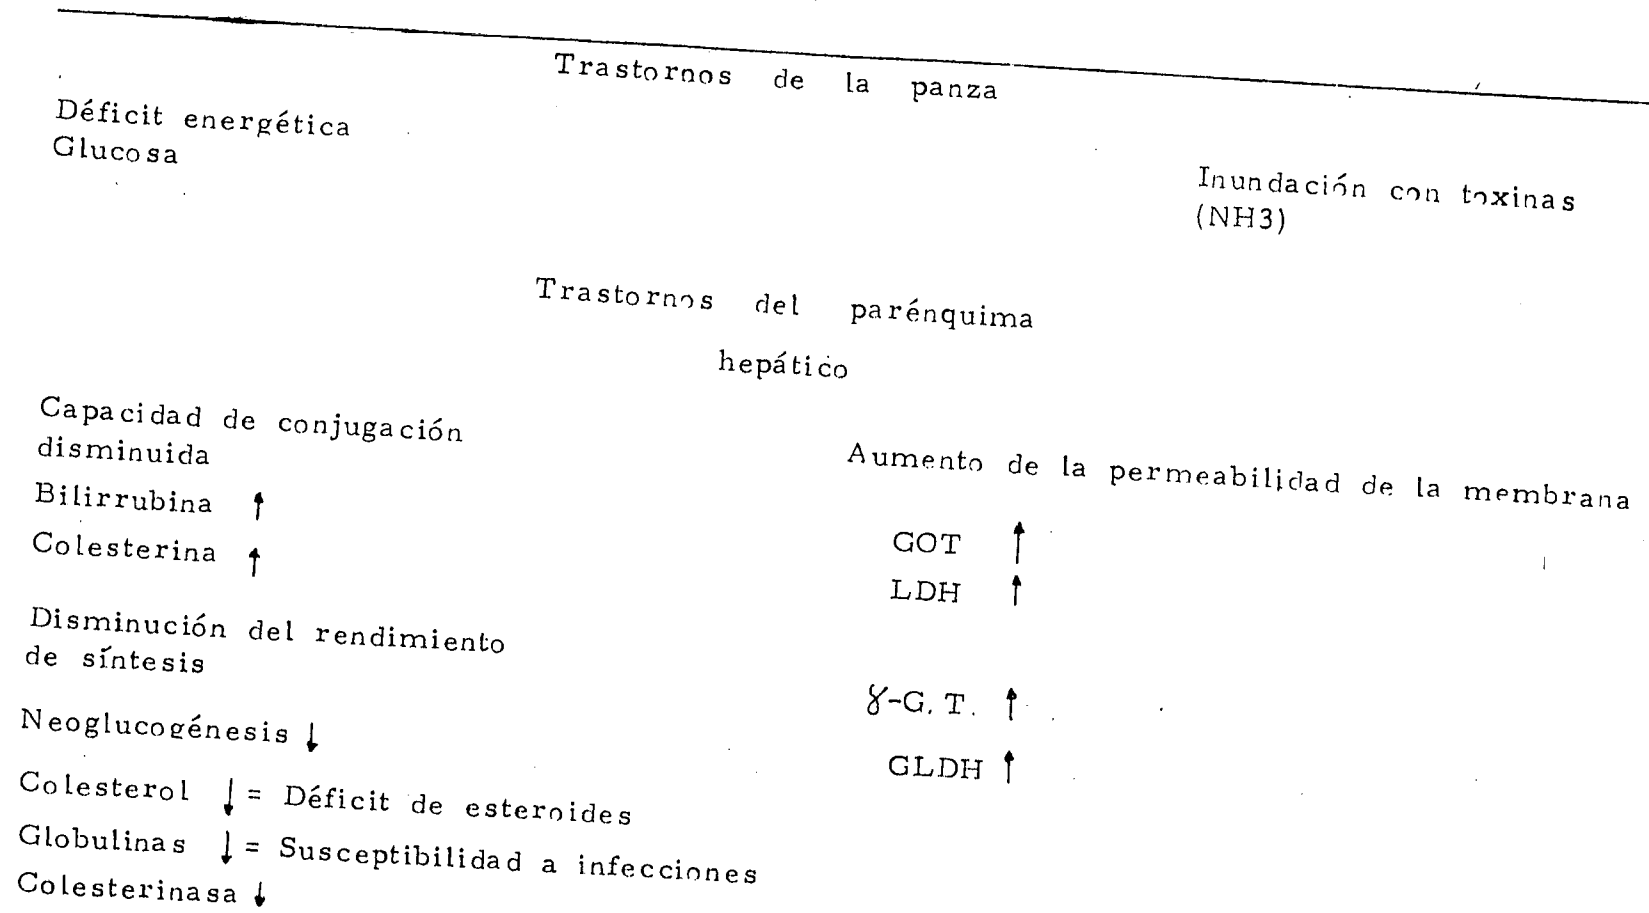 Trastornos de la panza
Déficit energética
Glucosa
Inundación con toxinas
(NH3)
Trastornos del parénquima
hepático
Capacidad de conjugación
disminuida
Bilirrubina ↑
Colesterina ↑
Aumento de la permeabilidad de la membrana
GOT ↑
LDH ↑
Disminución del rendimiento
de síntesis
γ-G.T. ↑
Neoglucogénesis ↓
GLDH ↑
Colesterol ↓ = Déficit de esteroides
Globulinas ↓ = Susceptibilidad a infecciones
Colesterinasa ↓